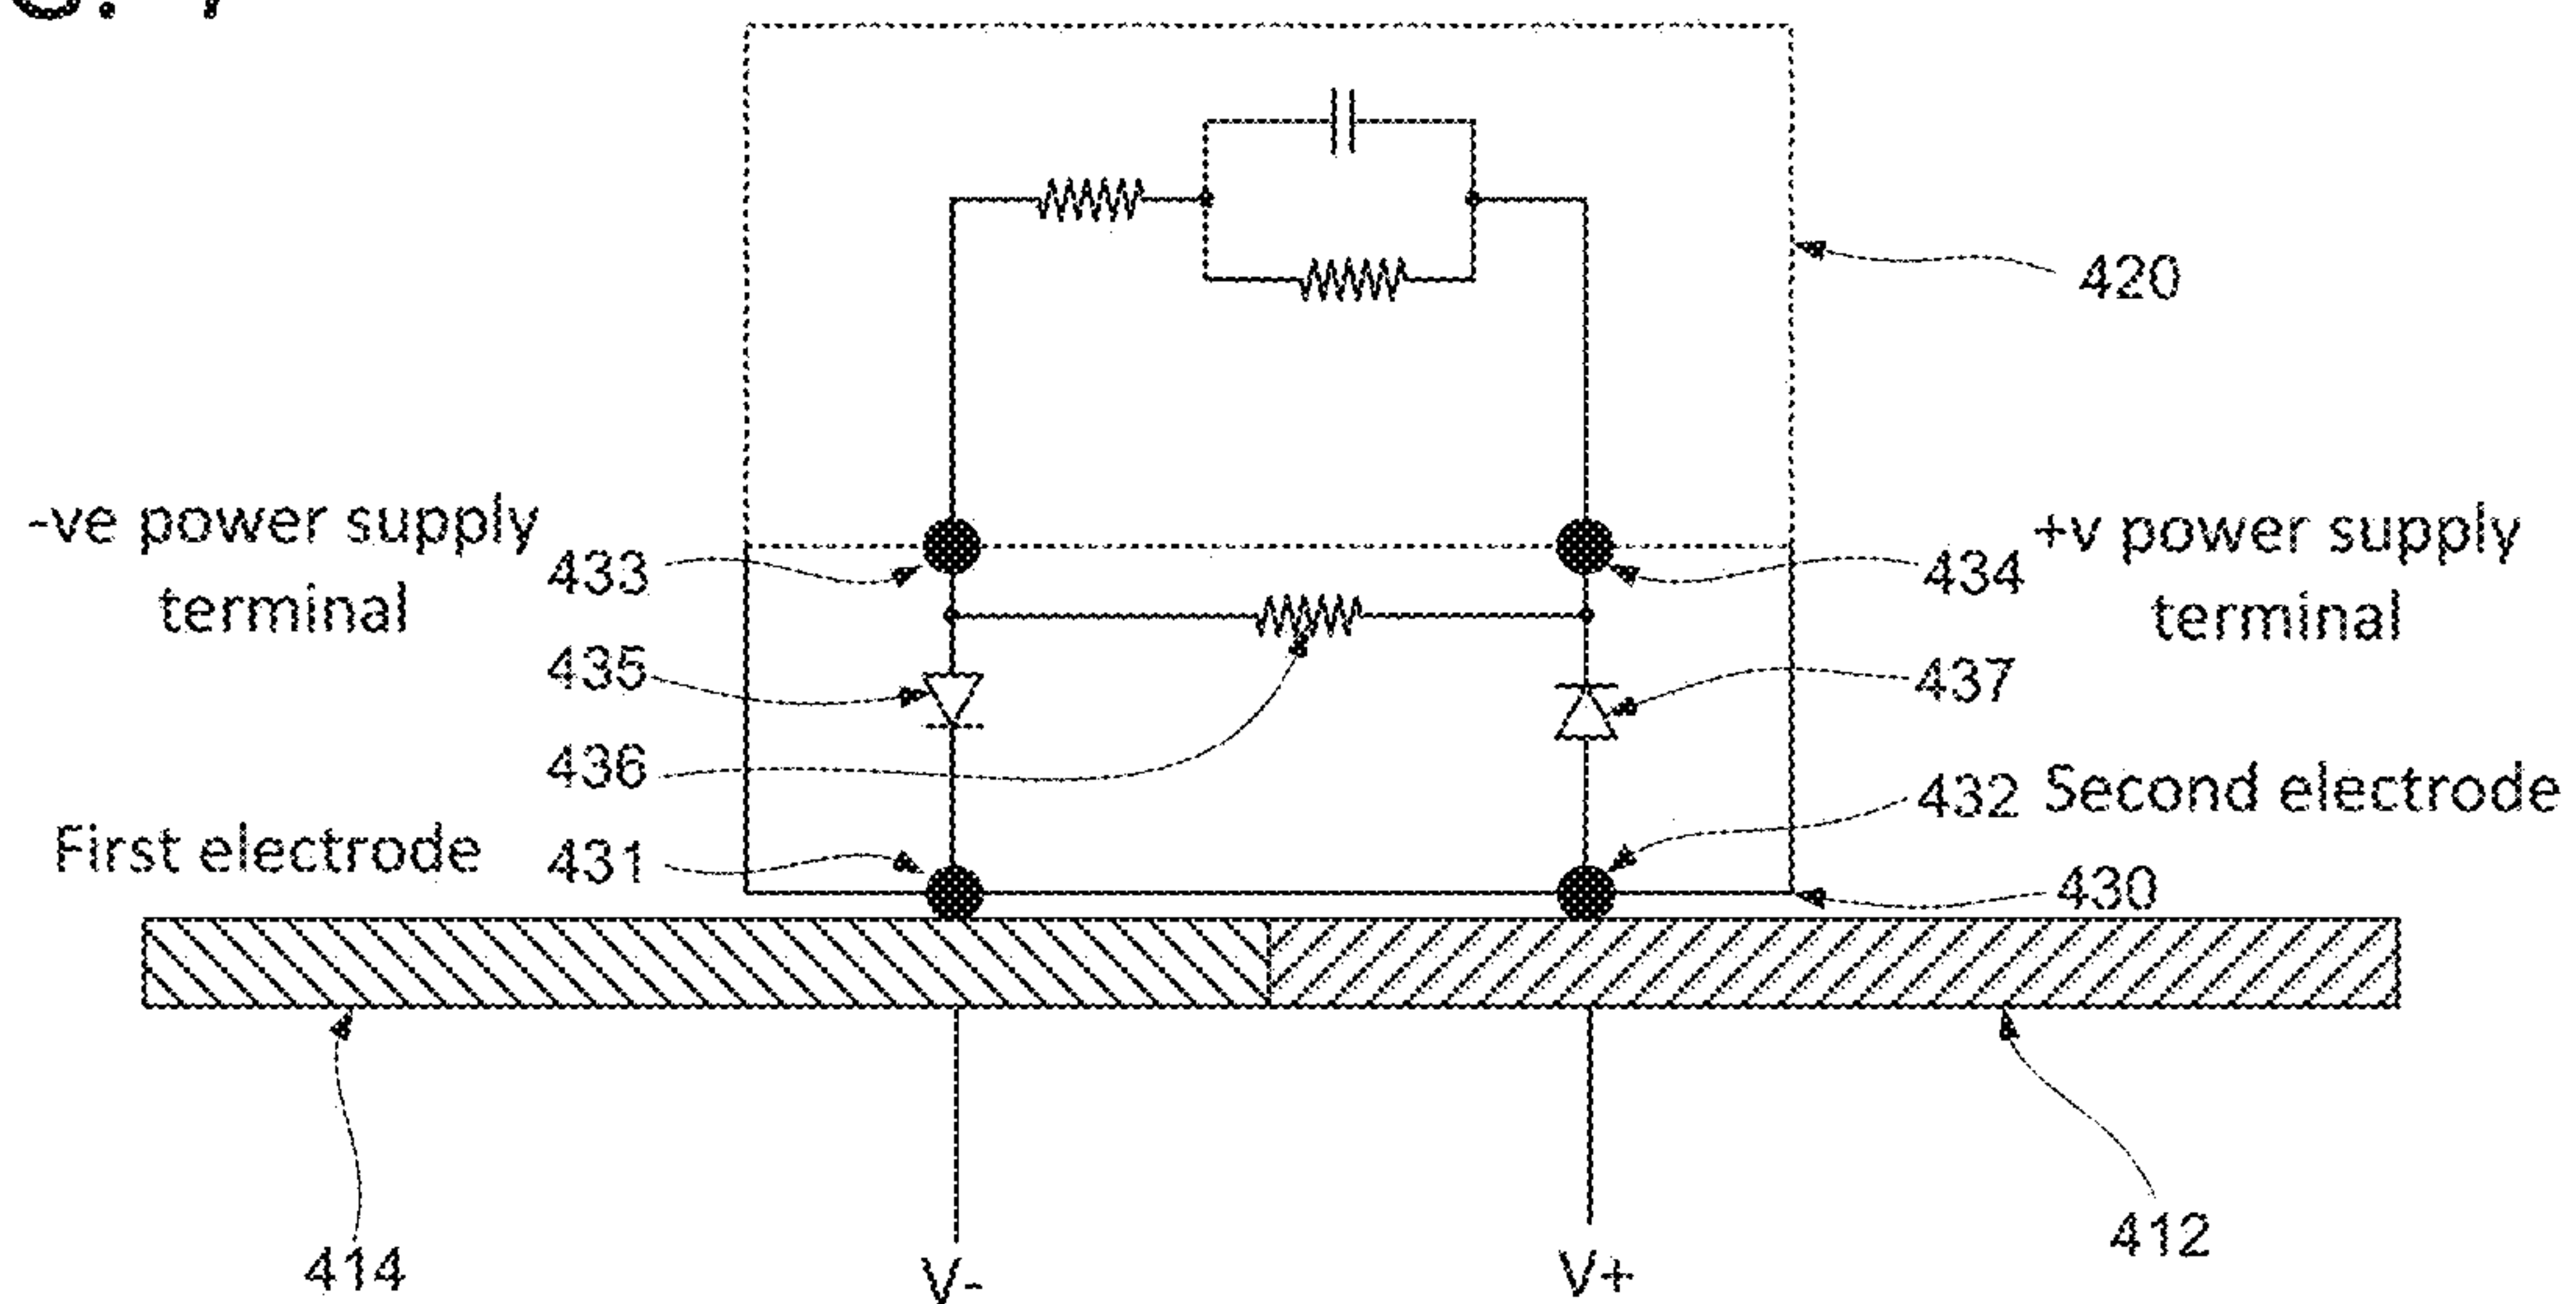 420
-ve power supply
terminal
433
+v power supply
terminal
434
435
437
436
432 Second electrode
First electrode 431
430
414
V-
V+
412